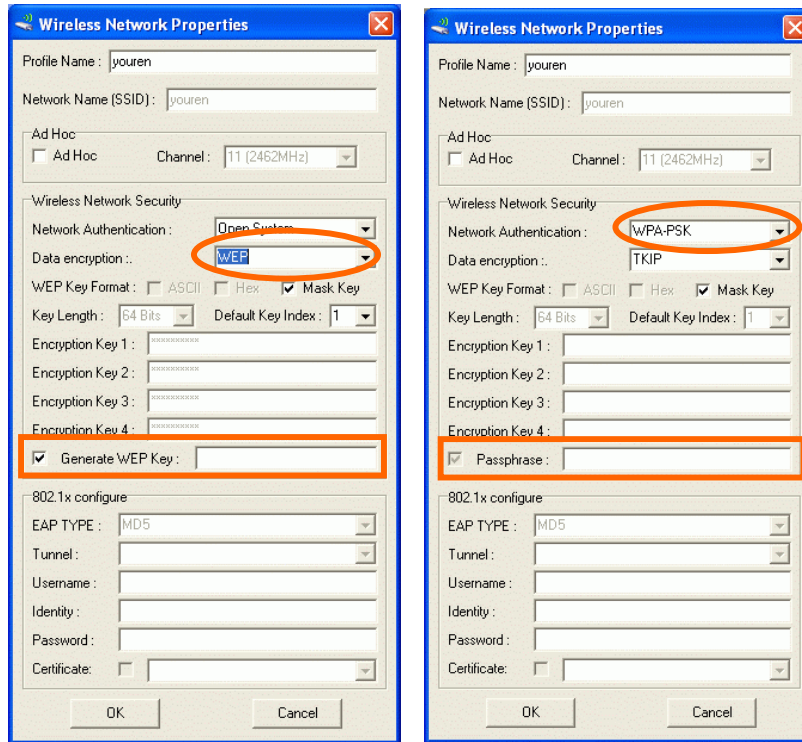 Wireless Network Properties
Profile Name : youren
Network Name (SSID) : youren
Ad Hoc
Ad Hoc Channel : 11 (2462MHz)
Wireless Network Security
Network Authentication : Open System
Data encryption :. WEP
WEP Key Format : ASCII Hex Mask Key
Key Length : 64 Bits Default Key Index : 1
Encryption Key 1 : **********
Encryption Key 2 : **********
Encryption Key 3 : **********
Encryption Key 4 : **********
Generate WEP Key :
802.1x configure
EAP TYPE : MD5
Tunnel :
Username :
Identity :
Password :
Certificate:
OK Cancel
Wireless Network Properties
Profile Name : youren
Network Name (SSID) : youren
Ad Hoc
Ad Hoc Channel : 11 (2462MHz)
Wireless Network Security
Network Authentication : WPA-PSK
Data encryption :. TKIP
WEP Key Format : ASCII Hex Mask Key
Key Length : 64 Bits Default Key Index : 1
Encryption Key 1 :
Encryption Key 2 :
Encryption Key 3 :
Encryption Key 4 :
Passphrase :
802.1x configure
EAP TYPE : MD5
Tunnel :
Username :
Identity :
Password :
Certificate:
OK Cancel